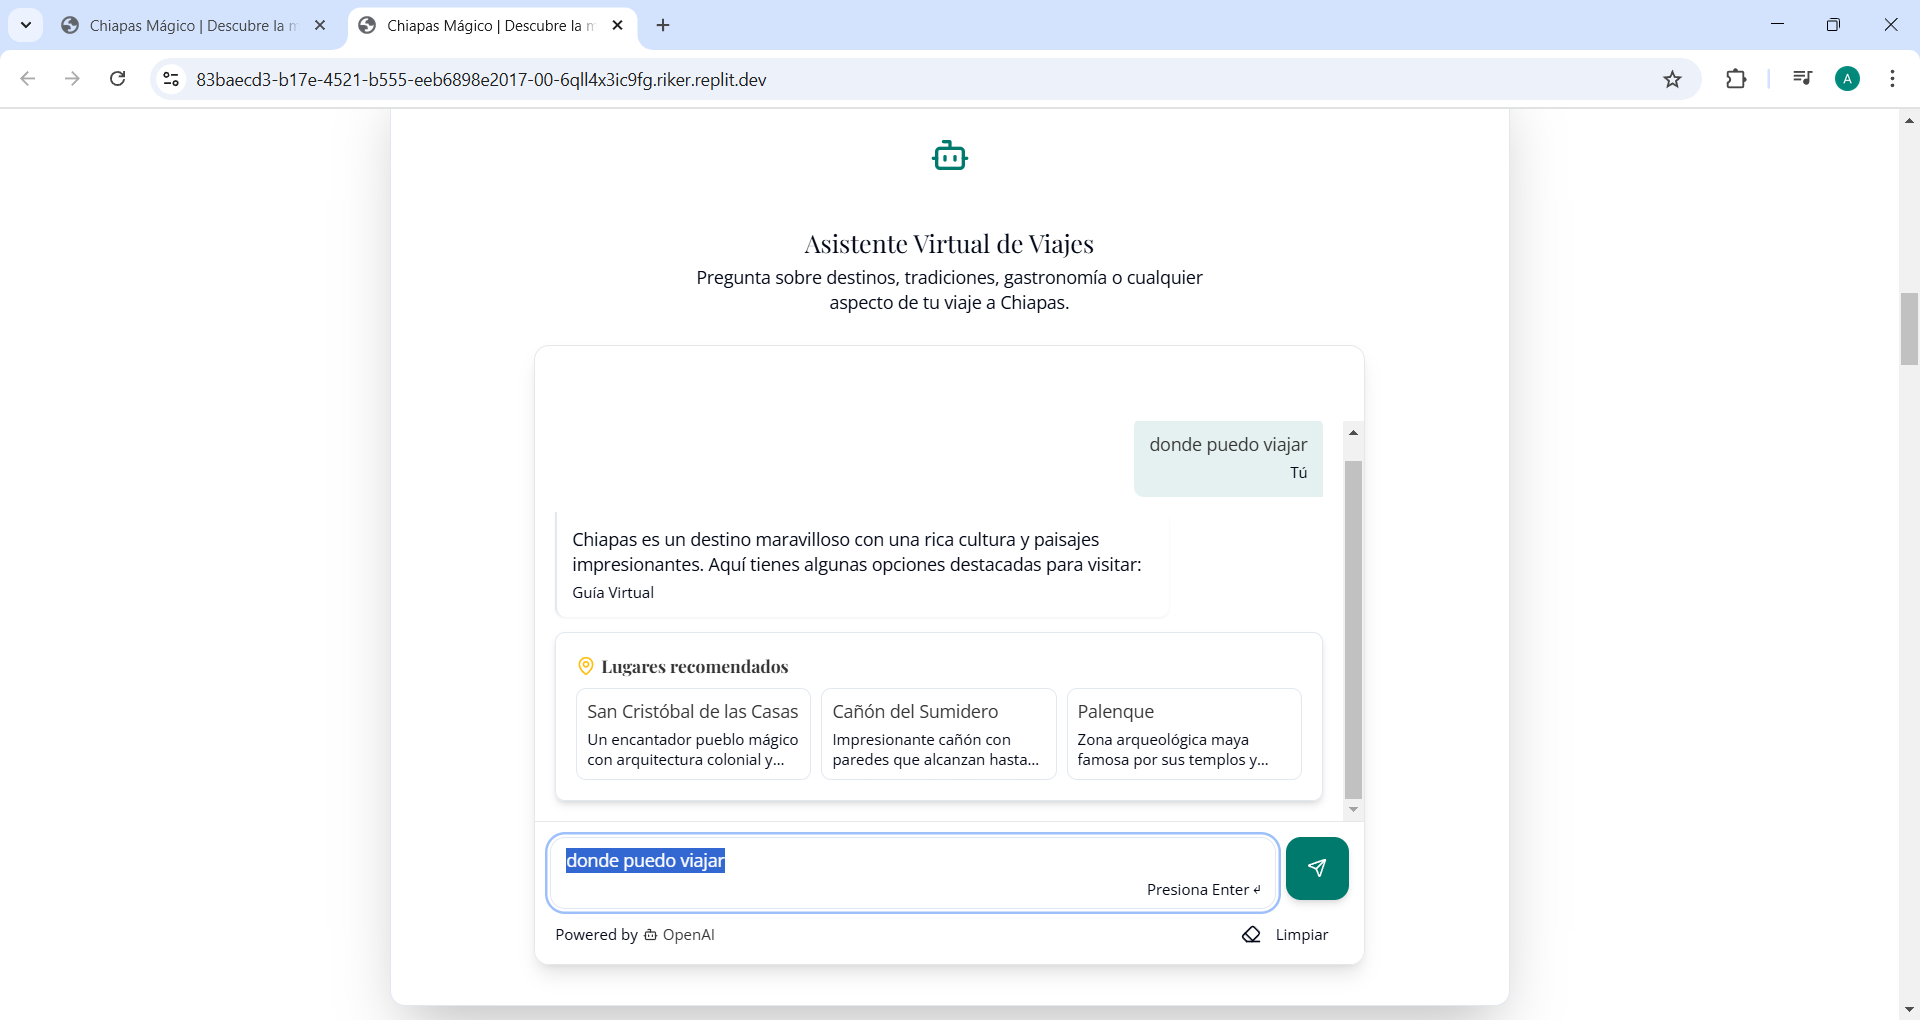 Chiapas Mágico | Descubre la m
Chiapas Mágico | Descubre la m
83baecd3-b17e-4521-b555-eeb6898e2017-00-6qll4x3ic9fg.riker.replit.dev
A
Asistente Virtual de Viajes
Pregunta sobre destinos, tradiciones, gastronomía o cualquier
aspecto de tu viaje a Chiapas.
donde puedo viajar
Tú
Chiapas es un destino maravilloso con una rica cultura y paisajes
impresionantes. Aquí tienes algunas opciones destacadas para visitar:
Guía Virtual
Lugares recomendados
San Cristóbal de las Casas
Un encantador pueblo mágico
con arquitectura colonial y...
Cañón del Sumidero
Impresionante cañón con
paredes que alcanzan hasta...
Palenque
Zona arqueológica maya
famosa por sus templos y...
donde puedo viajar
Presiona Enter ↲
Powered by OpenAI
Limpiar